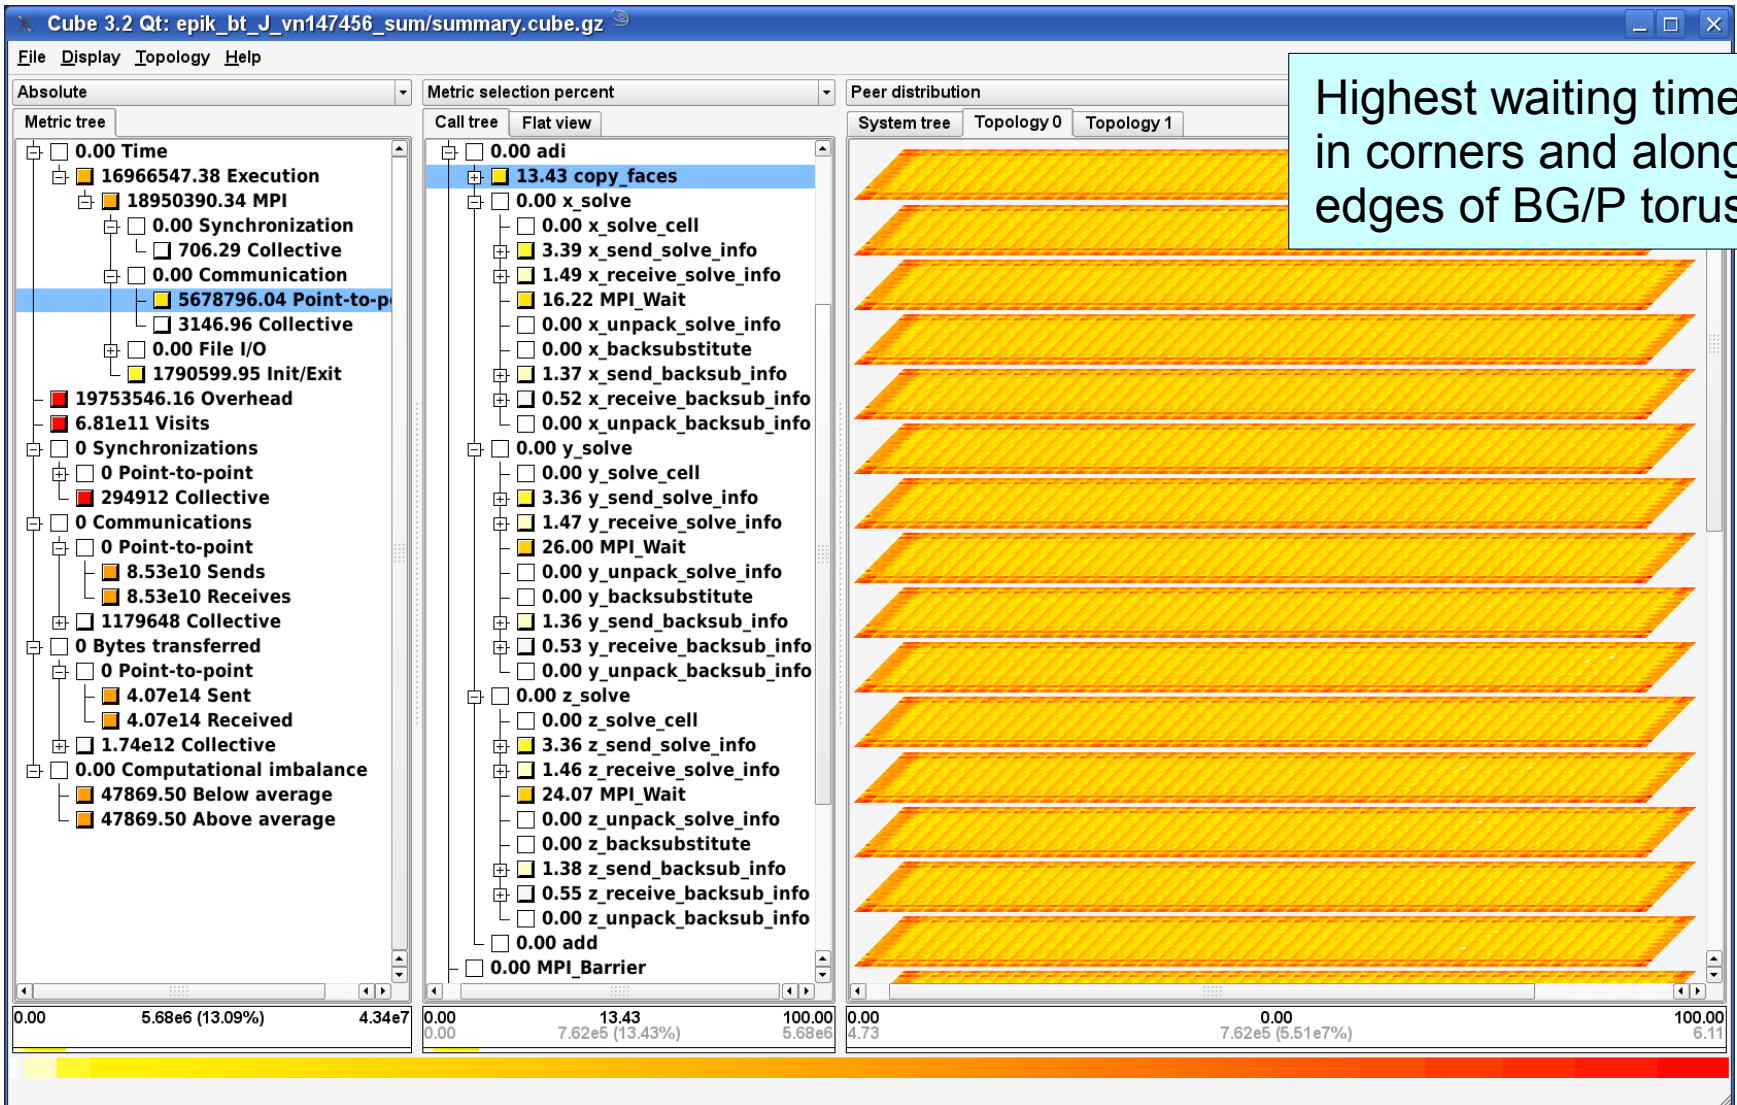 Cube 3.2 Qt: epik_bt_J_vn147456_sum/summary.cube.gz
File Display Topology Help
Absolute
Metric tree
0.00 Time
16966547.38 Execution
18950390.34 MPI
0.00 Synchronization
706.29 Collective
0.00 Communication
5678796.04 Point-to-p
3146.96 Collective
0.00 File I/O
1790599.95 Init/Exit
19753546.16 Overhead
6.81e11 Visits
0 Synchronizations
0 Point-to-point
294912 Collective
0 Communications
0 Point-to-point
8.53e10 Sends
8.53e10 Receives
1179648 Collective
0 Bytes transferred
0 Point-to-point
4.07e14 Sent
4.07e14 Received
1.74e12 Collective
0.00 Computational imbalance
47869.50 Below average
47869.50 Above average
0.00 5.68e6 (13.09%) 4.34e7
Metric selection percent
Call tree Flat view
0.00 adi
13.43 copy_faces
0.00 x_solve
0.00 x_solve_cell
3.39 x_send_solve_info
1.49 x_receive_solve_info
16.22 MPI_Wait
0.00 x_unpack_solve_info
0.00 x_backsubstitute
1.37 x_send_backsub_info
0.52 x_receive_backsub_info
0.00 x_unpack_backsub_info
0.00 y_solve
0.00 y_solve_cell
3.36 y_send_solve_info
1.47 y_receive_solve_info
26.00 MPI_Wait
0.00 y_unpack_solve_info
0.00 y_backsubstitute
1.36 y_send_backsub_info
0.53 y_receive_backsub_info
0.00 y_unpack_backsub_info
0.00 z_solve
0.00 z_solve_cell
3.36 z_send_solve_info
1.46 z_receive_solve_info
24.07 MPI_Wait
0.00 z_unpack_solve_info
0.00 z_backsubstitute
1.38 z_send_backsub_info
0.55 z_receive_backsub_info
0.00 z_unpack_backsub_info
0.00 add
0.00 MPI_Barrier
0.00 13.43 100.00
0.00 7.62e5 (13.43%) 5.68e6
Peer distribution
System tree Topology 0 Topology 1
Highest waiting time
in corners and along
edges of BG/P torus
0.00 0.00 100.00
4.73 7.62e5 (5.51e7%) 6.11